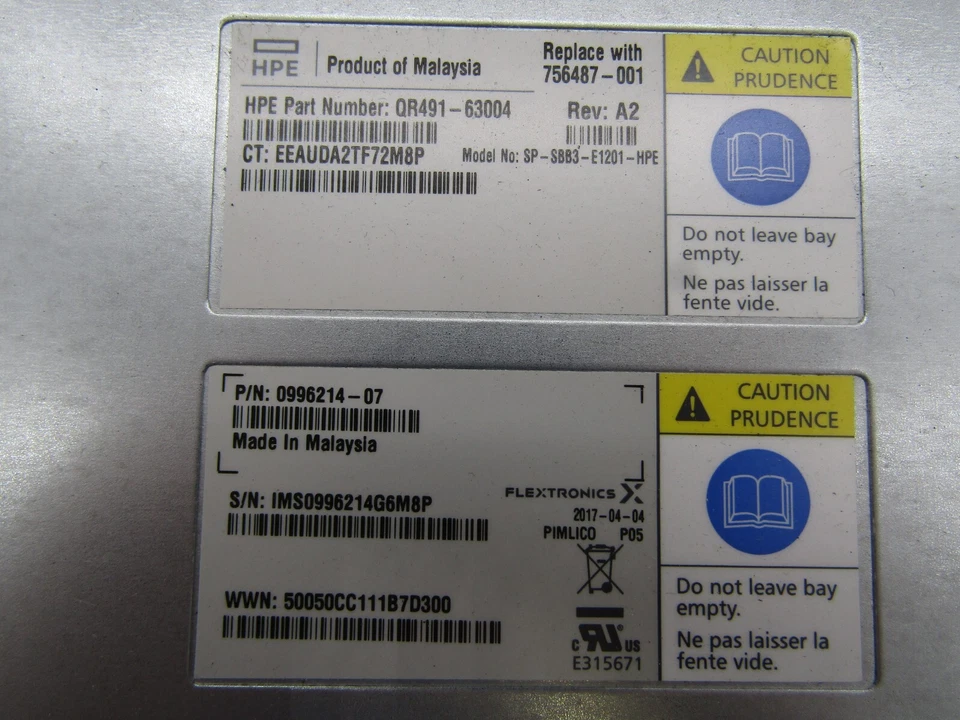 HPE
Product of Malaysia
Replace with
756487-001
HPE Part Number: QR491-63004
Rev: A2
CT: EEAUDA2TF72M8P
Model No: SP-SBB3-E1201-HPE
CAUTION
PRUDENCE
Do not leave bay
empty.
Ne pas laisser la
fente vide.
P/N: 0996214-07
Made In Malaysia
S/N: IMS0996214G6M8P
FLEXTRONICS
2017-04-04
PIMLICO P05
WWN: 50050CC111B7D300
c RU US
E315671
CAUTION
PRUDENCE
Do not leave bay
empty.
Ne pas laisser la
fente vide.